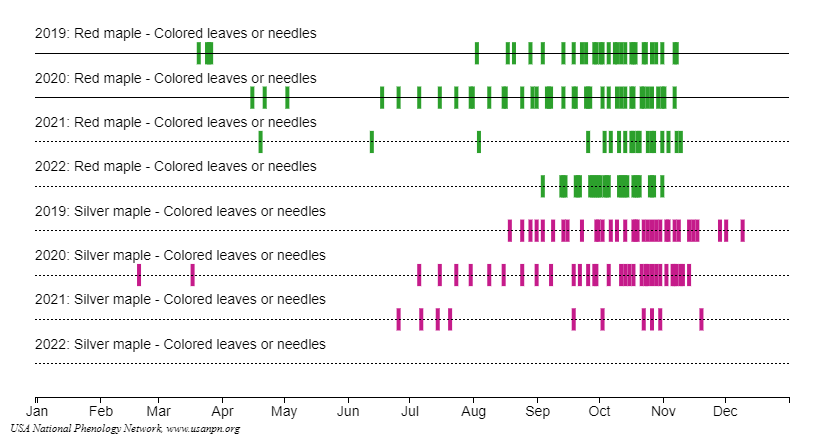 2019: Red maple - Colored leaves or needles
2020: Red maple - Colored leaves or needles
2021: Red maple - Colored leaves or needles
2022: Red maple - Colored leaves or needles
2019: Silver maple - Colored leaves or needles
2020: Silver maple - Colored leaves or needles
2021: Silver maple - Colored leaves or needles
2022: Silver maple - Colored leaves or needles
Jan Feb Mar Apr May Jun Jul Aug Sep Oct Nov Dec
USA National Phenology Network, www.usanpn.org